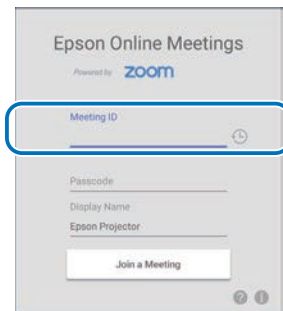 Epson Online Meetings
Powered by zoom
Meeting ID
Passcode
Display Name
Epson Projector
Join a Meeting